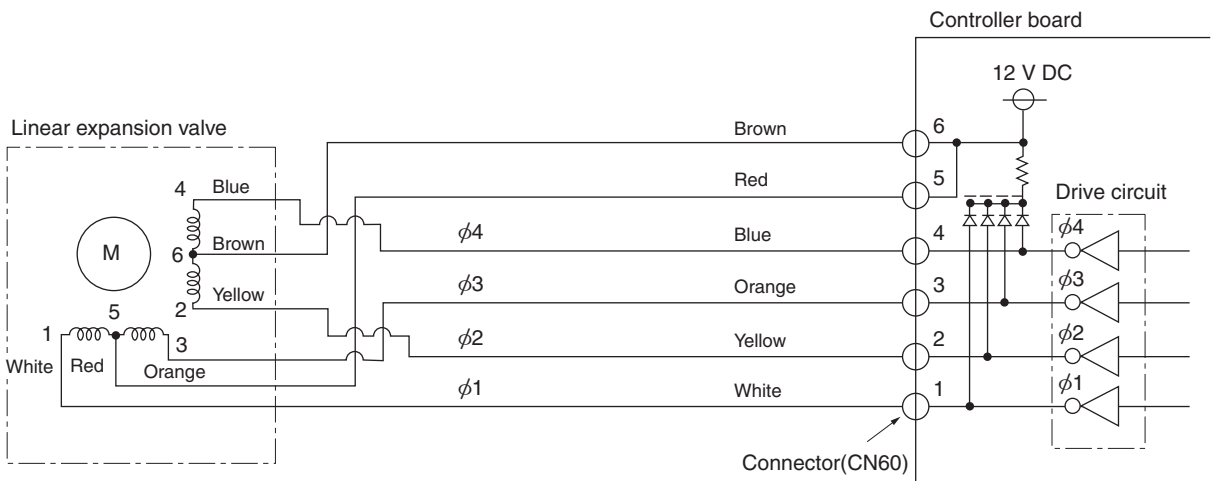 Controller board
12 V DC
Linear expansion valve
Brown
6
Red
5
Drive circuit
4
Blue
M
6
Brown
ϕ4
Blue
4
ϕ4
2
Yellow
ϕ3
Orange
3
ϕ3
5
1
3
White
Red
Orange
ϕ2
Yellow
2
ϕ2
ϕ1
White
1
ϕ1
Connector(CN60)